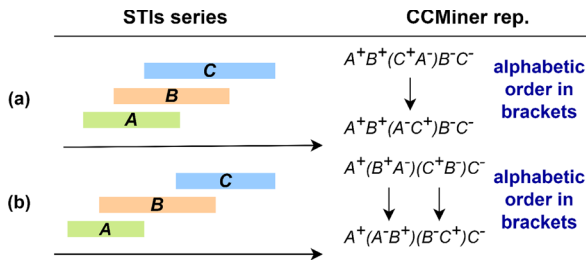 STIs series CCMiner rep.
(a) C A⁺B⁺(C⁺A⁻)B⁻C⁻ alphabetic
B order in
A A⁺B⁺(A⁻C⁺)B⁻C⁻ brackets
(b) C A⁺(B⁺A⁻)(C⁺B⁻)C⁻ alphabetic
B order in
A A⁺(A⁻B⁺)(B⁻C⁺)C⁻ brackets